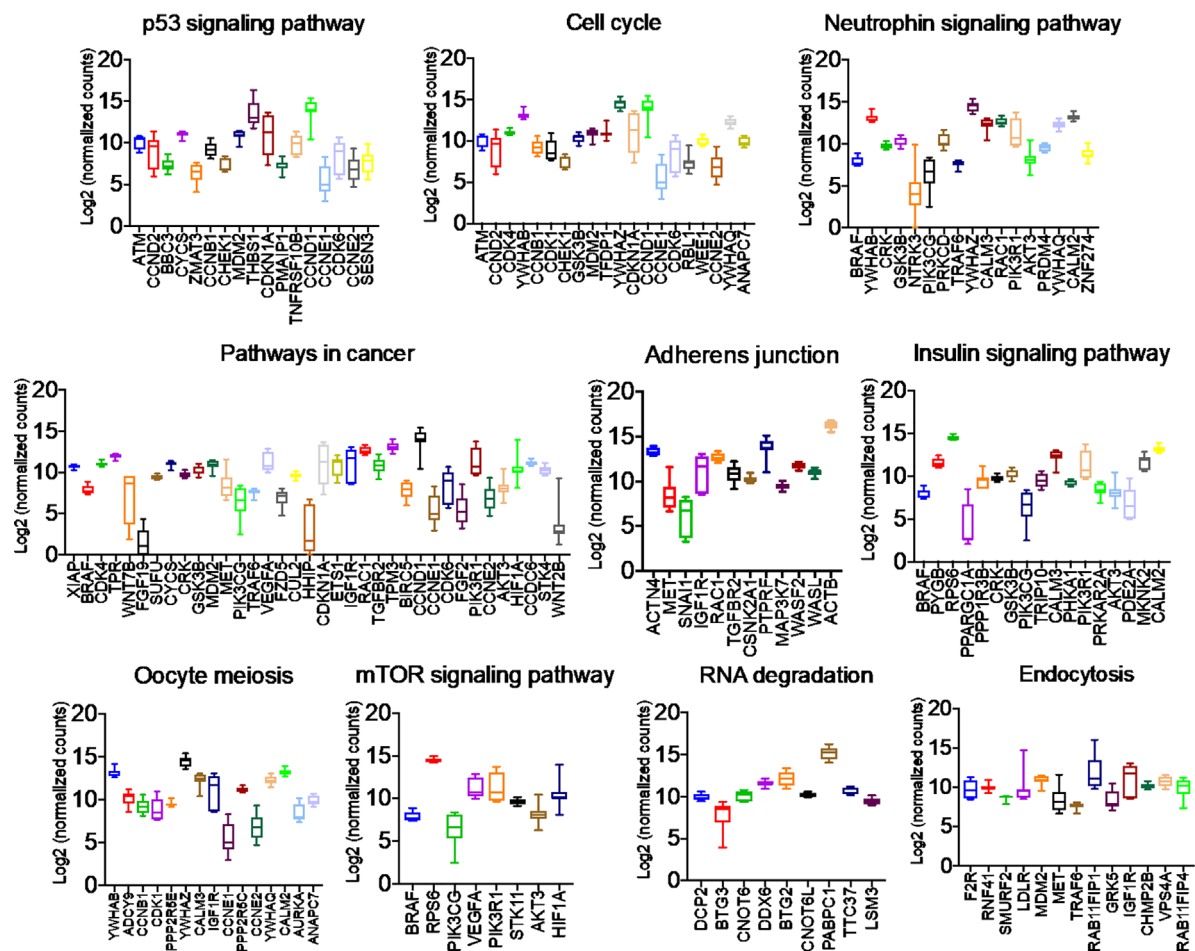 p53 signaling pathway
Log2 (normalized counts)
20
15
10
5
0
ATM
CCND2
BBC3
CYCS
ZMAT3
CCNB1
CHEK1
MDM2
THBS1
CDKN1A
PMAIP1
TNFRSF10B
CCND1
CCNE1
CDK6
CCNE2
SESN3
Cell cycle
Log2 (normalized counts)
20
15
10
5
0
ATM
CCND2
CDK4
YWHAB
CCNB1
CDK1
CHEK1
GSK3B
MDM2
TFDP1
YWHAZ
CDKN1A
CCND1
CCNE1
CDK6
RBL1
WEE1
CCNE2
YWHAQ
ANAPC7
Neutrophin signaling pathway
Log2 (normalized counts)
20
15
10
5
0
BRAF
YWHAB
CRK
GSK3B
NTRK3
PIK3CG
PIRKCD
TRAF6
YWHAZ
CALM3
RAC1
PIK3R1
AKT3
PRDM4
YWHAQ
CALM2
ZNF274
Pathways in cancer
Log2 (normalized counts)
20
15
10
5
0
XIAP
BRAF
CDK4
TPR
WNT7B
FGF19
SUFU
CYCS
CRK
GSK3B
MDM2
MET
PIK3CG
TRAF6
VEGFA
FZD5
CUL2
HHIP
CDKN1A
ETS1
IGF1R
RAC1
TGFBR2
TPM3
BIRC5
CCND1
CCNE1
CDK6
FGF2
PIK3R1
CCNE2
AKT3
HIF1A
CCDC6
STK4
WNT2B
Adherens junction
Log2 (normalized counts)
20
15
10
5
0
ACTN4
MET
SNAI1
IGF1R
RAC1
TGFBR2
CSNK2A1
PTPRF
MAP3K7
WASF2
WASL
ACTB
Insulin signaling pathway
Log2 (normalized counts)
20
15
10
5
0
BRAF
PYGB
RPS6
PPARGC1A
PPP1R3B
CRK
GSK3B
PIK3CG
TRIP10
CALM3
PHKA1
PIK3R1
PRKAR2A
AKT3
PDE2A
MKNK2
CALM2
Oocyte meiosis
Log2 (normalized counts)
20
15
10
5
0
YWHAB
ADCY9
CCNB1
CDK1
PPP2R5E
YWHAZ
CALM3
IGF1R
CCNE1
PPP2R5C
CCNE2
YWHAQ
CALM2
AURKA
ANAPC7
mTOR signaling pathway
Log2 (normalized counts)
20
15
10
5
0
BRAF
RPS6
PIK3CG
VEGFA
PIK3R1
STK11
AKT3
HIF1A
RNA degradation
Log2 (normalized counts)
20
15
10
5
0
DCP2
BTG3
CNOT6
DDX6
BTG2
CNOT6L
PABPC1
TTC37
LSM3
Endocytosis
Log2 (normalized counts)
20
15
10
5
0
F2R
RNF41
SMURF2
LDLR
MDM2
MET
TRAF6
RAB11FIP1
GRK5
IGF1R
CHMP2B
VPS4A
RAB11FIP4